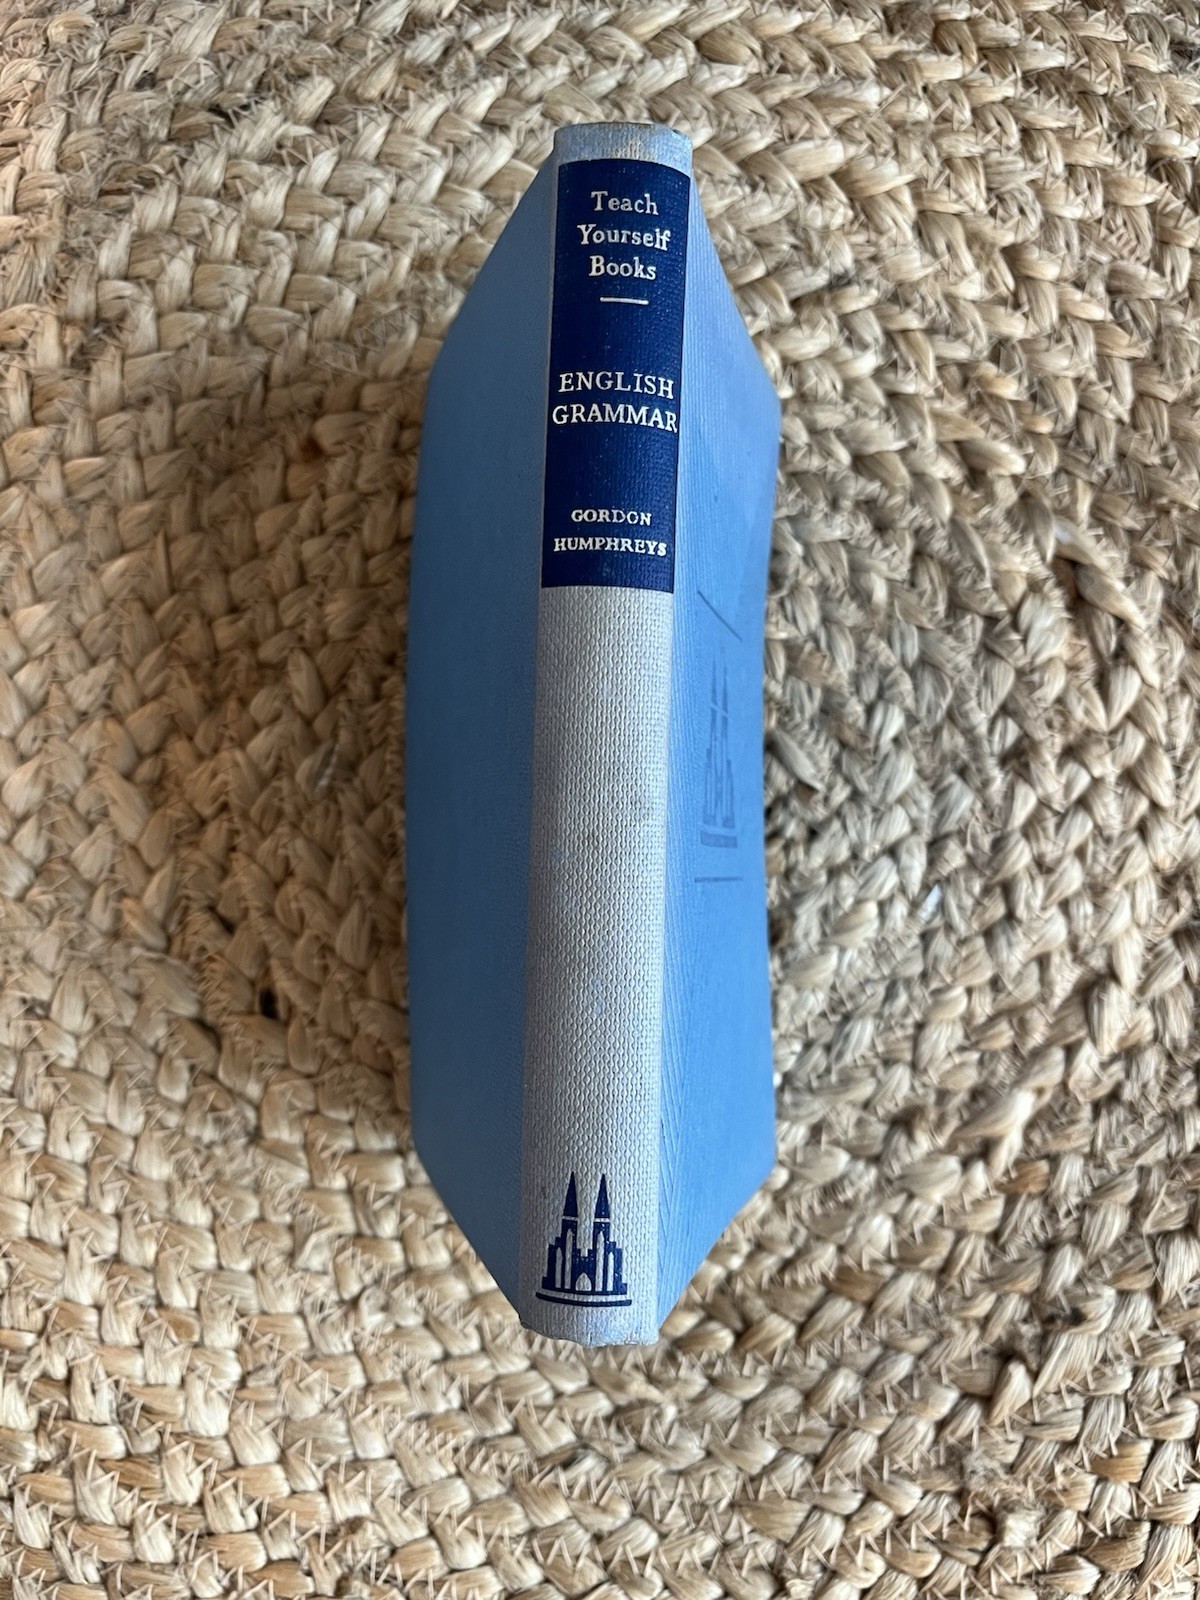 Teach
Yourself
Books
ENGLISH
GRAMMAR
GORDON
HUMPHREYS